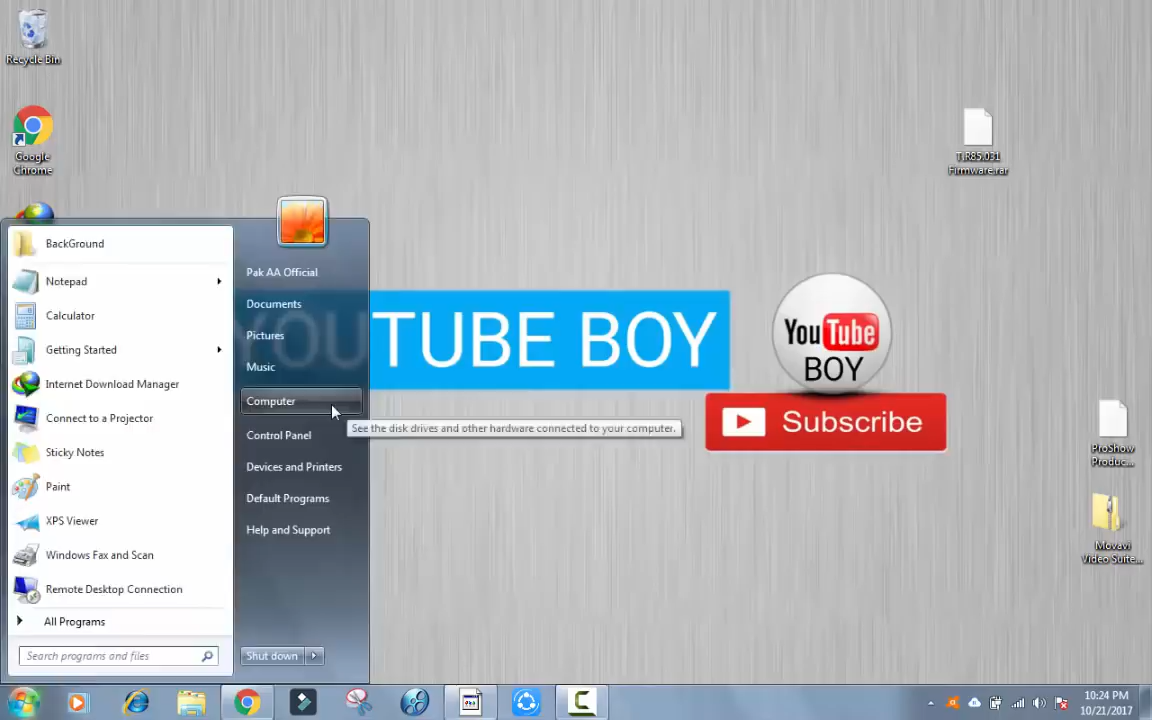 Recycle Bin
Google
Chrome
T.R85.031
Firmware.rar
BackGround
Notepad
Calculator
Getting Started
Internet Download Manager
Connect to a Projector
Sticky Notes
Paint
XPS Viewer
Windows Fax and Scan
Remote Desktop Connection
All Programs
Search programs and files
Pak AA Official
Documents
Pictures
Music
Computer
See the disk drives and other hardware connected to your computer.
Control Panel
Devices and Printers
Default Programs
Help and Support
Shut down
YOUTUBE BOY
YouTube
BOY
Subscribe
ProShow
Produc...
Movavi
Video Suite...
10:24 PM
10/21/2017